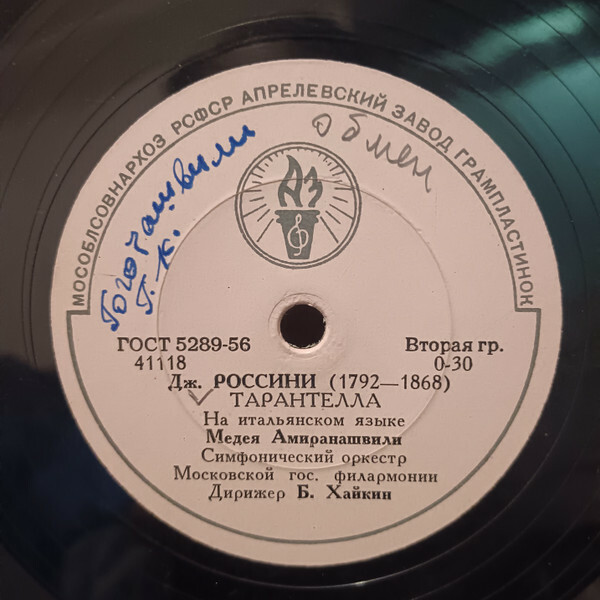 МОСОБЛСОВНАРХОЗ РСФСР АПРЕЛЕВСКИЙ ЗАВОД ГРАМПЛАСТИНОК
Обмен
Гоготашвили
Г. К.
АЗ
ГОСТ 5289-56
41118
Вторая гр.
0-30
Дж. РОССИНИ (1792—1868)
ТАРАНТЕЛЛА
На итальянском языке
Медея Амиранашвили
Симфонический оркестр
Московской гос. филармонии
Дирижер Б. Хайкин